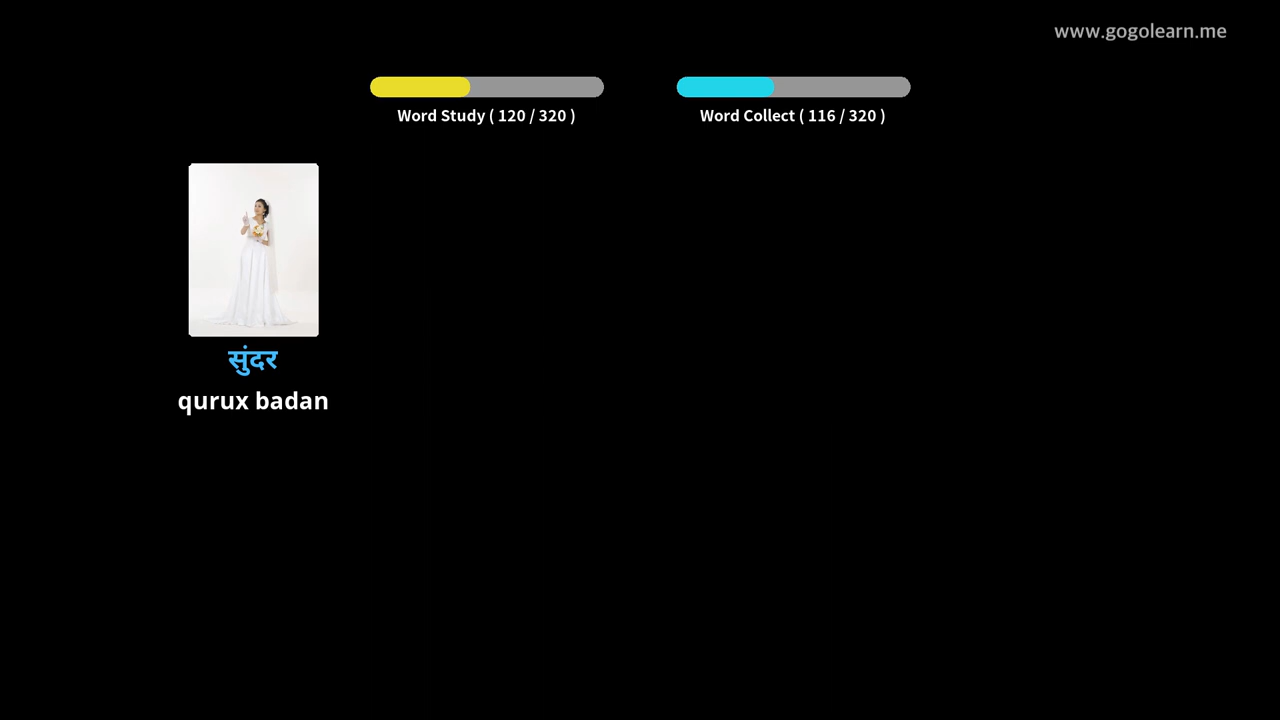 www.gogolearn.me
Word Study ( 120 / 320 )
Word Collect ( 116 / 320 )
सुंदर
qurux badan